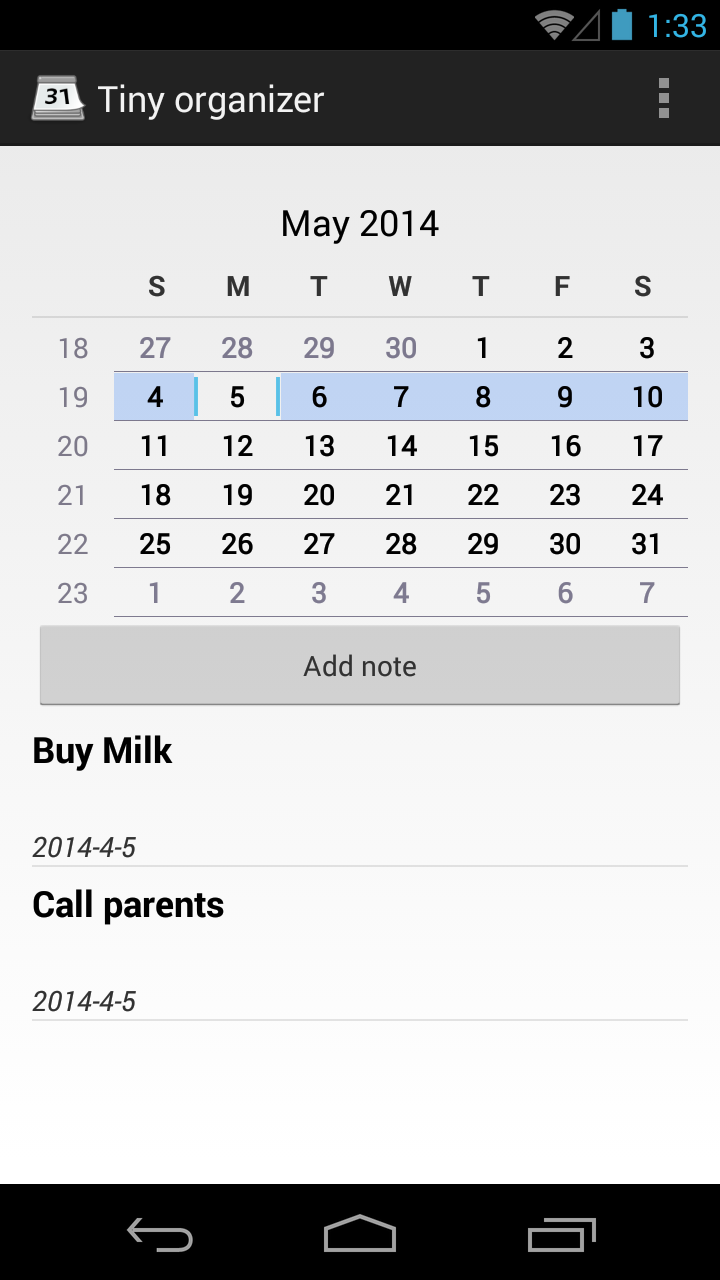 1:33
31 Tiny organizer
May 2014
S M T W T F S
18 27 28 29 30 1 2 3
19 4 5 6 7 8 9 10
20 11 12 13 14 15 16 17
21 18 19 20 21 22 23 24
22 25 26 27 28 29 30 31
23 1 2 3 4 5 6 7
Add note
Buy Milk
2014-4-5
Call parents
2014-4-5